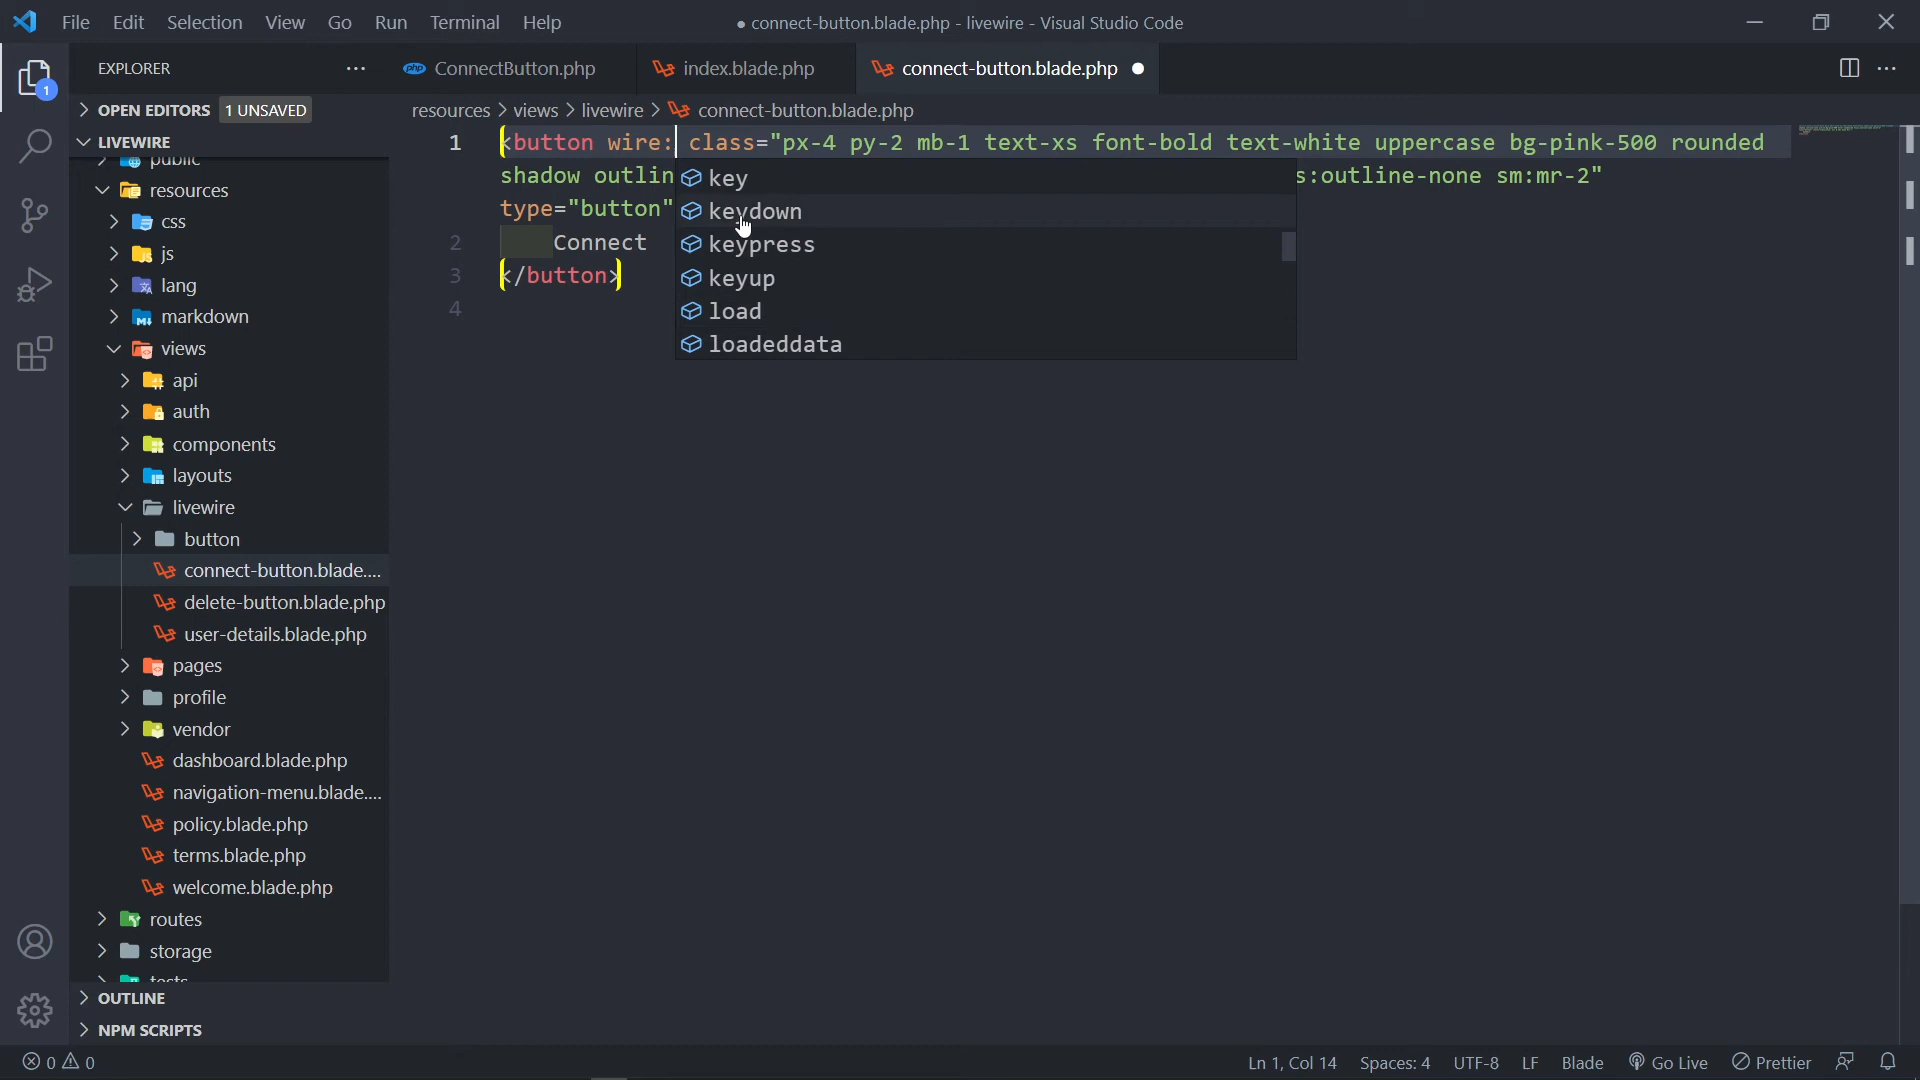 File Edit Selection View Go Run Terminal Help
● connect-button.blade.php - livewire - Visual Studio Code
EXPLORER
ConnectButton.php
index.blade.php
connect-button.blade.php
1
OPEN EDITORS 1 UNSAVED
resources > views > livewire > connect-button.blade.php
LIVEWIRE
public
resources
css
js
lang
markdown
views
api
auth
components
layouts
livewire
button
connect-button.blade....
delete-button.blade.php
user-details.blade.php
pages
profile
vendor
dashboard.blade.php
navigation-menu.blade....
policy.blade.php
terms.blade.php
welcome.blade.php
routes
storage
tests
OUTLINE
NPM SCRIPTS
1 <button wire: class="px-4 py-2 mb-1 text-xs font-bold text-white uppercase bg-pink-500 rounded
shadow outlin s:outline-none sm:mr-2"
type="button"
2 Connect
3 </button>
4
key
keydown
keypress
keyup
load
loadeddata
0 0
Ln 1, Col 14 Spaces: 4 UTF-8 LF Blade Go Live Prettier